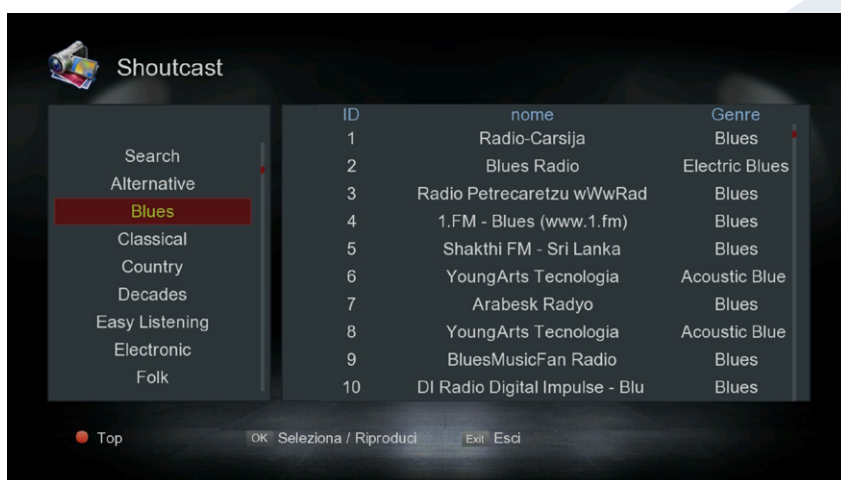 Shoutcast
Search
Alternative
Blues
Classical
Country
Decades
Easy Listening
Electronic
Folk
ID nome Genre
1 Radio-Carsija Blues
2 Blues Radio Electric Blues
3 Radio Petrecaretzu wWwRad Blues
4 1.FM - Blues (www.1.fm) Blues
5 Shakthi FM - Sri Lanka Blues
6 YoungArts Tecnologia Acoustic Blue
7 Arabesk Radyo Blues
8 YoungArts Tecnologia Acoustic Blue
9 BluesMusicFan Radio Blues
10 DI Radio Digital Impulse - Blu Blues
Top OK Seleziona / Riproduci Exit Esci